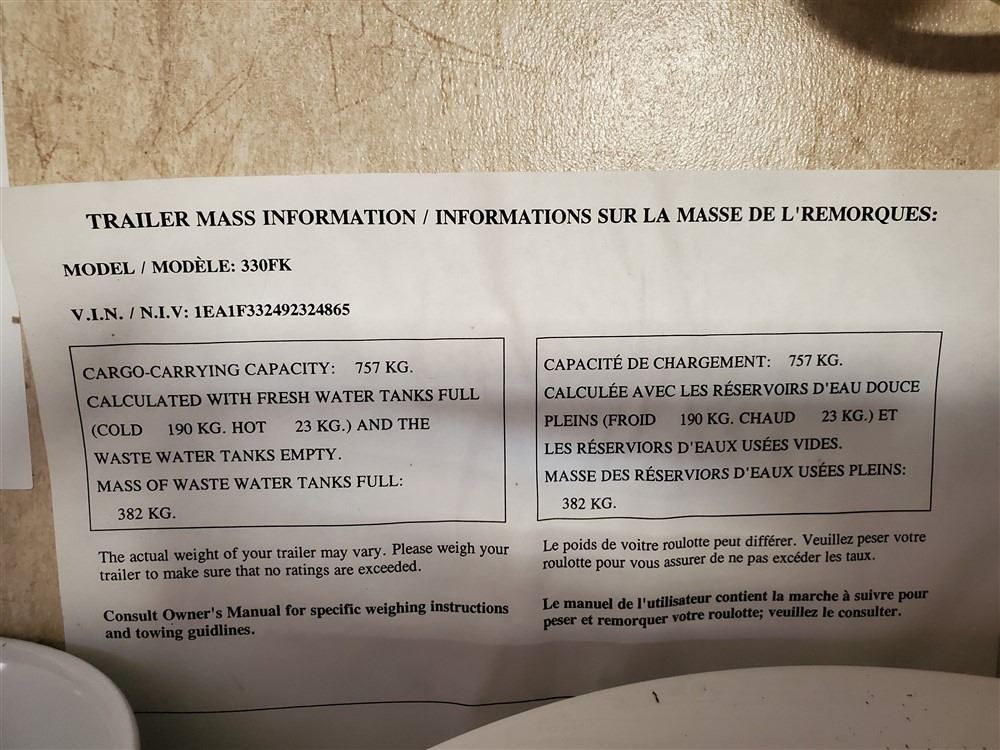 TRAILER MASS INFORMATION / INFORMATIONS SUR LA MASSE DE L'REMORQUES:
MODEL / MODÈLE: 330FK
V.I.N. / N.I.V: 1EA1F332492324865
CARGO-CARRYING CAPACITY: 757 KG.
CALCULATED WITH FRESH WATER TANKS FULL
(COLD 190 KG. HOT 23 KG.) AND THE
WASTE WATER TANKS EMPTY.
MASS OF WASTE WATER TANKS FULL:
382 KG.
CAPACITÉ DE CHARGEMENT: 757 KG.
CALCULÉE AVEC LES RÉSERVOIRS D'EAU DOUCE
PLEINS (FROID 190 KG. CHAUD 23 KG.) ET
LES RÉSERVIORS D'EAUX USÉES VIDES.
MASSE DES RÉSERVIORS D'EAUX USÉES PLEINS:
382 KG.
The actual weight of your trailer may vary. Please weigh your
trailer to make sure that no ratings are exceeded.
Consult Owner's Manual for specific weighing instructions
and towing guidlines.
Le poids de voitre roulotte peut différer. Veuillez peser votre
roulotte pour vous assurer de ne pas excéder les taux.
Le manuel de l'utilisateur contient la marche à suivre pour
peser et remorquer votre roulotte; veuillez le consulter.